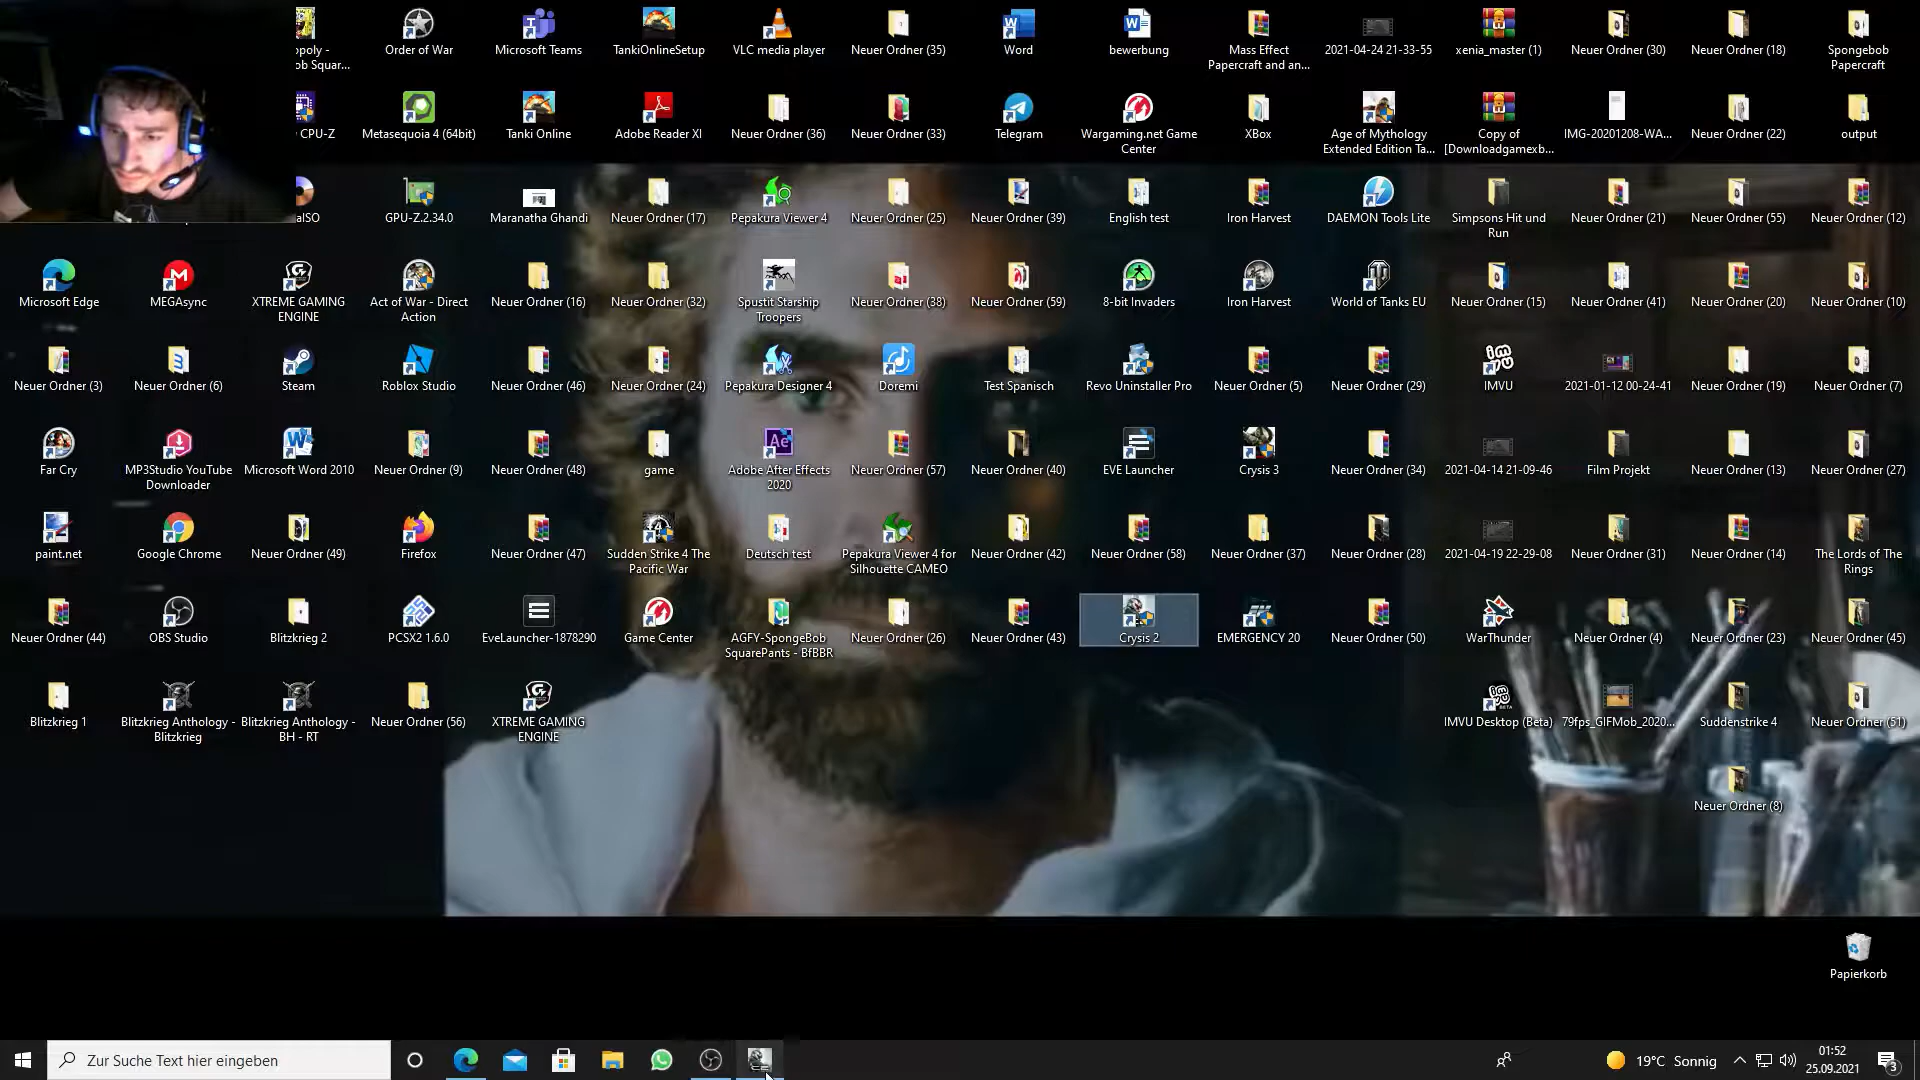 opoly -
ob Squar...
Order of War
Microsoft Teams
TankiOnlineSetup
VLC media player
Neuer Ordner (35)
Word
bewerbung
Mass Effect
Papercraft and an...
2021-04-24 21-33-55
xenia_master (1)
Neuer Ordner (30)
Neuer Ordner (18)
Spongebob
Papercraft
CPU-Z
Metasequoia 4 (64bit)
Tanki Online
Adobe Reader XI
Neuer Ordner (36)
Neuer Ordner (33)
Telegram
Wargaming.net Game
Center
XBox
Age of Mythology
Extended Edition Ta...
Copy of
[Downloadgamexb...
IMG-20201208-WA...
Neuer Ordner (22)
output
aISO
GPU-Z.2.34.0
Maranatha Ghandi
Neuer Ordner (17)
Pepakura Viewer 4
Neuer Ordner (25)
Neuer Ordner (39)
English test
Iron Harvest
DAEMON Tools Lite
Simpsons Hit und
Run
Neuer Ordner (21)
Neuer Ordner (55)
Neuer Ordner (12)
Microsoft Edge
MEGAsync
XTREME GAMING
ENGINE
Act of War - Direct
Action
Neuer Ordner (16)
Neuer Ordner (32)
Spustit Starship
Troopers
Neuer Ordner (38)
Neuer Ordner (59)
8-bit Invaders
Iron Harvest
World of Tanks EU
Neuer Ordner (15)
Neuer Ordner (41)
Neuer Ordner (20)
Neuer Ordner (10)
Neuer Ordner (3)
Neuer Ordner (6)
Steam
Roblox Studio
Neuer Ordner (46)
Neuer Ordner (24)
Pepakura Designer 4
Doremi
Test Spanisch
Revo Uninstaller Pro
Neuer Ordner (5)
Neuer Ordner (29)
IMVU
2021-01-12 00-24-41
Neuer Ordner (19)
Neuer Ordner (7)
Far Cry
MP3Studio YouTube
Downloader
Microsoft Word 2010
Neuer Ordner (9)
Neuer Ordner (48)
game
Adobe After Effects
2020
Neuer Ordner (57)
Neuer Ordner (40)
EVE Launcher
Crysis 3
Neuer Ordner (34)
2021-04-14 21-09-46
Film Projekt
Neuer Ordner (13)
Neuer Ordner (27)
paint.net
Google Chrome
Neuer Ordner (49)
Firefox
Neuer Ordner (47)
Sudden Strike 4 The
Pacific War
Deutsch test
Pepakura Viewer 4 for
Silhouette CAMEO
Neuer Ordner (42)
Neuer Ordner (58)
Neuer Ordner (37)
Neuer Ordner (28)
2021-04-19 22-29-08
Neuer Ordner (31)
Neuer Ordner (14)
The Lords of The
Rings
Neuer Ordner (44)
OBS Studio
Blitzkrieg 2
PCSX2 1.6.0
EveLauncher-1878290
Game Center
AGFY-SpongeBob
SquarePants - BfBBR
Neuer Ordner (26)
Neuer Ordner (43)
Crysis 2
EMERGENCY 20
Neuer Ordner (50)
WarThunder
Neuer Ordner (4)
Neuer Ordner (23)
Neuer Ordner (45)
Blitzkrieg 1
Blitzkrieg Anthology -
Blitzkrieg
Blitzkrieg Anthology -
BH - RT
Neuer Ordner (56)
XTREME GAMING
ENGINE
IMVU Desktop (Beta)
79fps_GIFMob_2020...
Suddenstrike 4
Neuer Ordner (51)
Neuer Ordner (8)
Papierkorb
Zur Suche Text hier eingeben
19°C Sonnig
01:52
25.09.2021
3